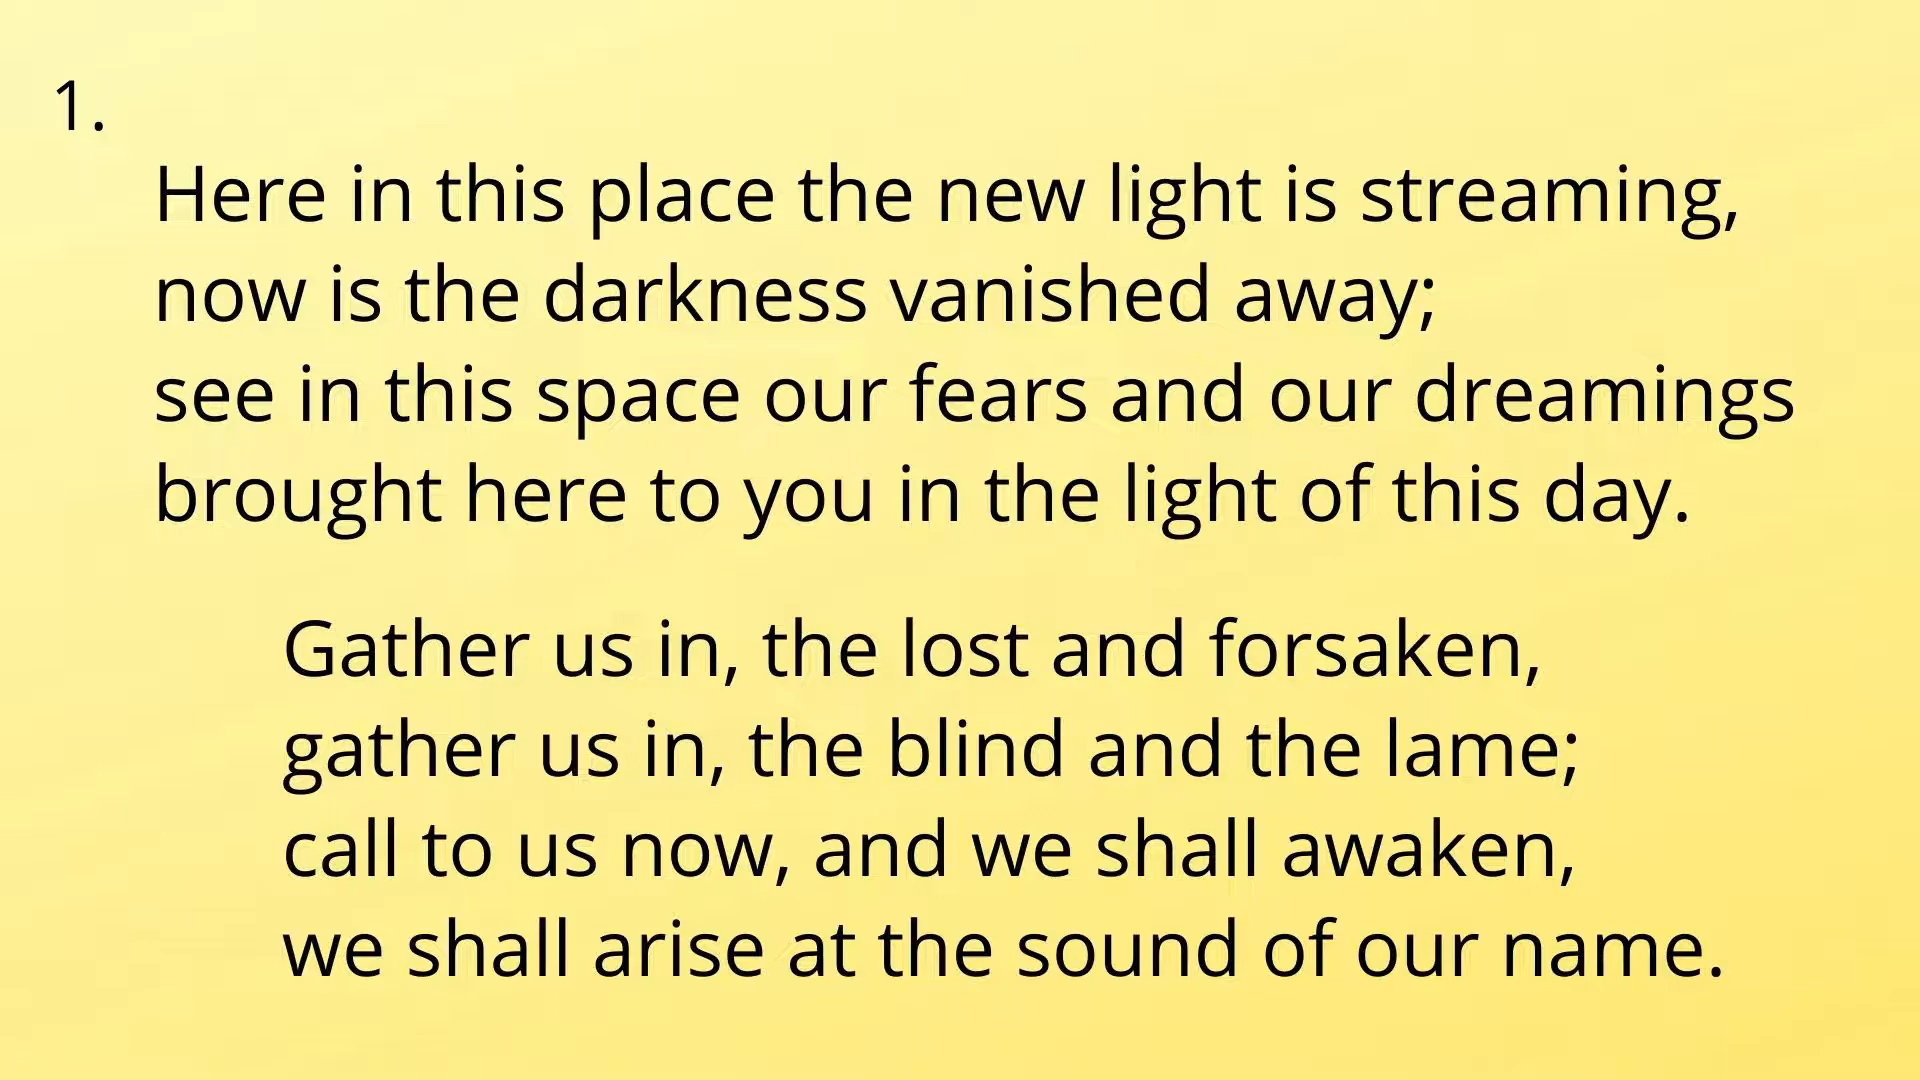 1.
Here in this place the new light is streaming,
now is the darkness vanished away;
see in this space our fears and our dreamings
brought here to you in the light of this day.
Gather us in, the lost and forsaken,
gather us in, the blind and the lame;
call to us now, and we shall awaken,
we shall arise at the sound of our name.